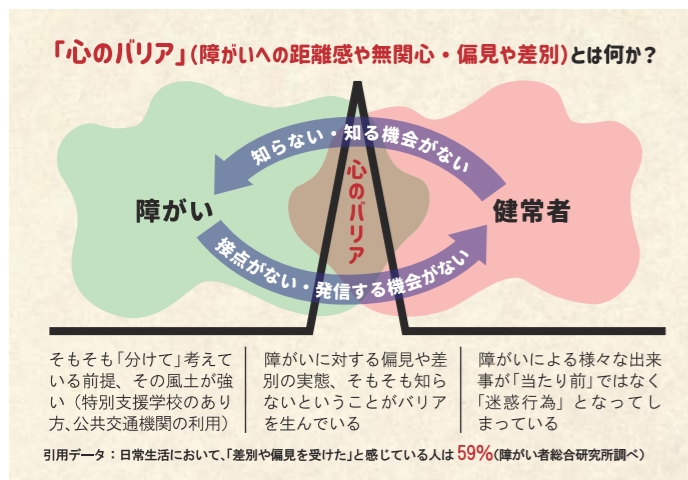 「心のバリア」(障がいへの距離感や無関心・偏見や差別)とは何か？
知らない・知る機会がない
心のバリア
障がい
健常者
接点がない・発信する機会がない
そもそも「分けて」考えて
いる前提、その風土が強
い（特別支援学校のあり
方、公共交通機関の利用）
障がいに対する偏見や差
別の実態、そもそも知ら
ないということがバリア
を生んでいる
障がいによる様々な出来
事が「当たり前」ではなく
「迷惑行為」となってし
まっている
引用データ：日常生活において、「差別や偏見を受けた」と感じている人は 59%(障がい者総合研究所調べ)